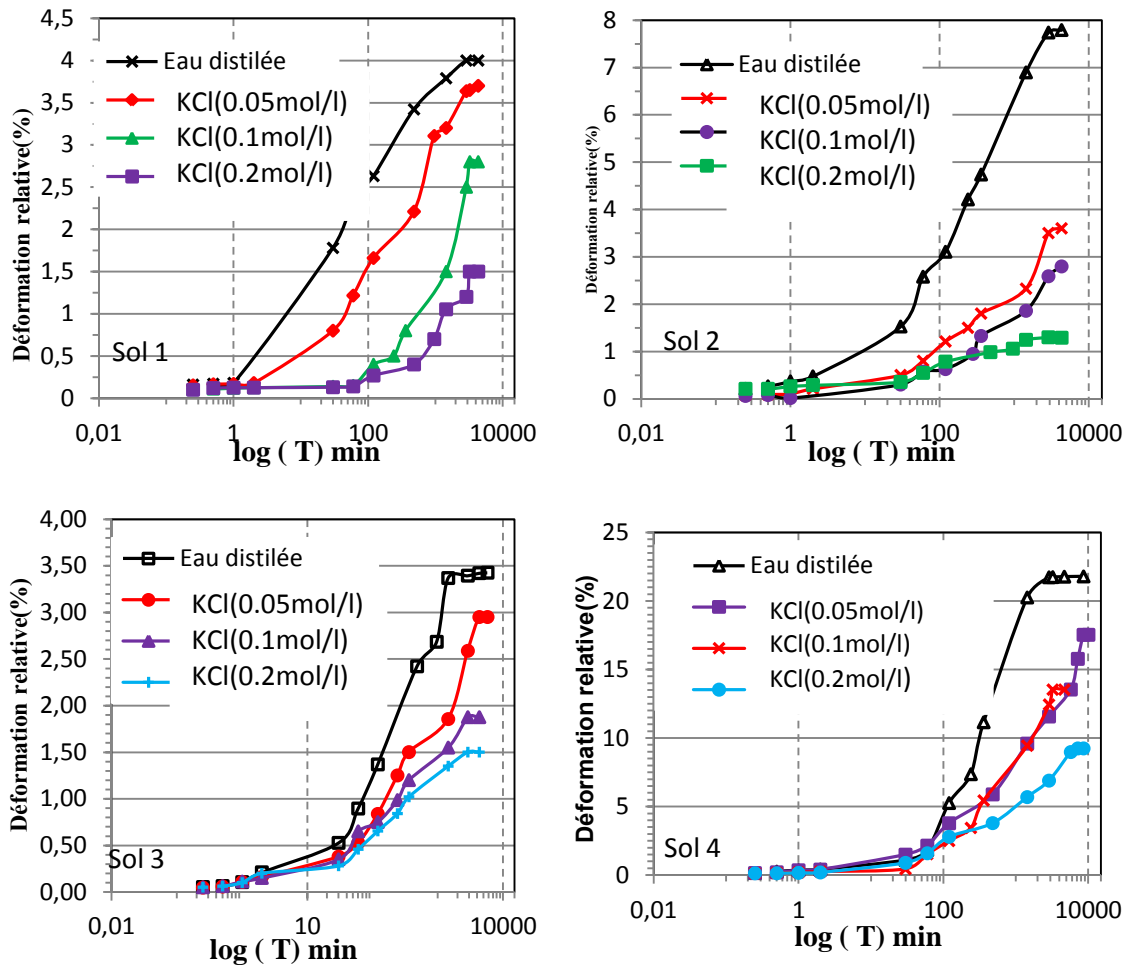 4,5
4
3,5
3
2,5
2
1,5
1
0,5
0
Déformation relative(%)
Eau distilée
KCl(0.05mol/l)
KCl(0.1mol/l)
KCl(0.2mol/l)
Sol 1
0,01
1
100
10000
log ( T) min
8
7
6
5
4
3
2
1
0
Déformation relative(%)
Eau distilée
KCl(0.05mol/l)
KCl(0.1mol/l)
KCl(0.2mol/l)
Sol 2
0,01
1
100
10000
log ( T) min
4,00
3,50
3,00
2,50
2,00
1,50
1,00
0,50
0,00
Déformation relative(%)
Eau distilée
KCl(0.05mol/l)
KCl(0.1mol/l)
KCl(0.2mol/l)
Sol 3
0,01
10
10000
log ( T) min
25
20
15
10
5
0
Déformation relative(%)
Eau distilée
KCl(0.05mol/l)
KCl(0.1mol/l)
KCl(0.2mol/l)
Sol 4
0,01
1
100
10000
log ( T) min